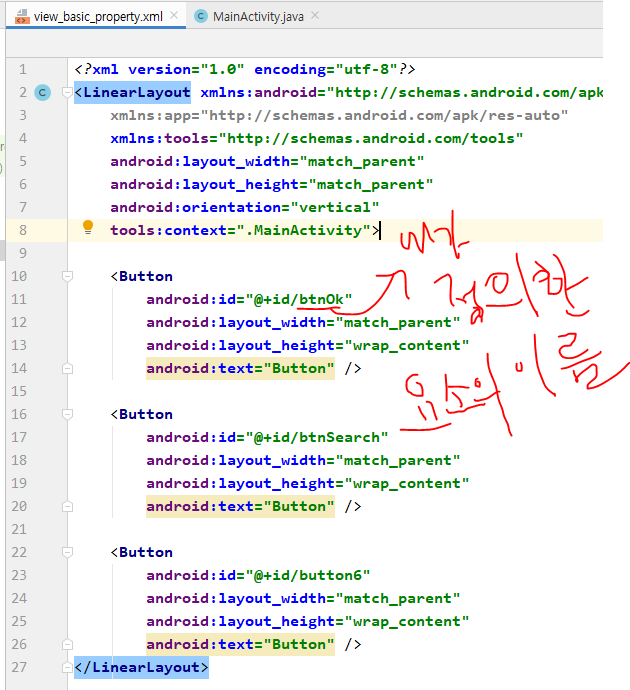 view_basic_property.xml
MainActivity.java
1 <?xml version="1.0" encoding="utf-8"?>
2 <LinearLayout xmlns:android="http://schemas.android.com/apk
3 xmlns:app="http://schemas.android.com/apk/res-auto"
4 xmlns:tools="http://schemas.android.com/tools"
5 android:layout_width="match_parent"
6 android:layout_height="match_parent"
7 android:orientation="vertical"
8 tools:context=".MainActivity">
9
10 <Button
11 android:id="@+id/btnOk"
12 android:layout_width="match_parent"
13 android:layout_height="wrap_content"
14 android:text="Button" />
15
16 <Button
17 android:id="@+id/btnSearch"
18 android:layout_width="match_parent"
19 android:layout_height="wrap_content"
20 android:text="Button" />
21
22 <Button
23 android:id="@+id/button6"
24 android:layout_width="match_parent"
25 android:layout_height="wrap_content"
26 android:text="Button" />
27 </LinearLayout>
내가
정의한
요소의 이름